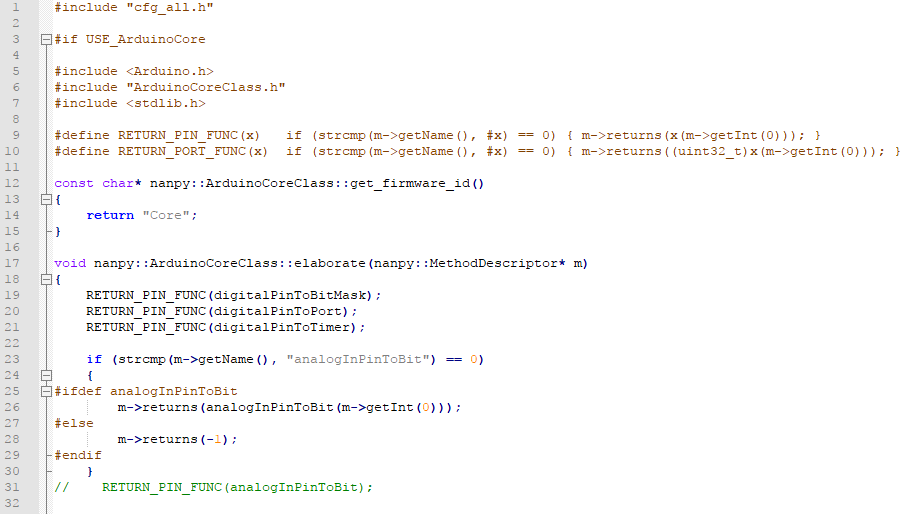 1 #include "cfg_all.h"
2
3 #if USE_ArduinoCore
4
5 #include <Arduino.h>
6 #include "ArduinoCoreClass.h"
7 #include <stdlib.h>
8
9 #define RETURN_PIN_FUNC(x)   if (strcmp(m->getName(), #x) == 0) { m->returns(x(m->getInt(0))); }
10 #define RETURN_PORT_FUNC(x)  if (strcmp(m->getName(), #x) == 0) { m->returns((uint32_t)x(m->getInt(0))); }
11
12 const char* nanpy::ArduinoCoreClass::get_firmware_id()
13 {
14     return "Core";
15 }
16
17 void nanpy::ArduinoCoreClass::elaborate(nanpy::MethodDescriptor* m)
18 {
19     RETURN_PIN_FUNC(digitalPinToBitMask);
20     RETURN_PIN_FUNC(digitalPinToPort);
21     RETURN_PIN_FUNC(digitalPinToTimer);
22
23     if (strcmp(m->getName(), "analogInPinToBit") == 0)
24     {
25 #ifdef analogInPinToBit
26         m->returns(analogInPinToBit(m->getInt(0)));
27 #else
28         m->returns(-1);
29 #endif
30     }
31 //    RETURN_PIN_FUNC(analogInPinToBit);
32